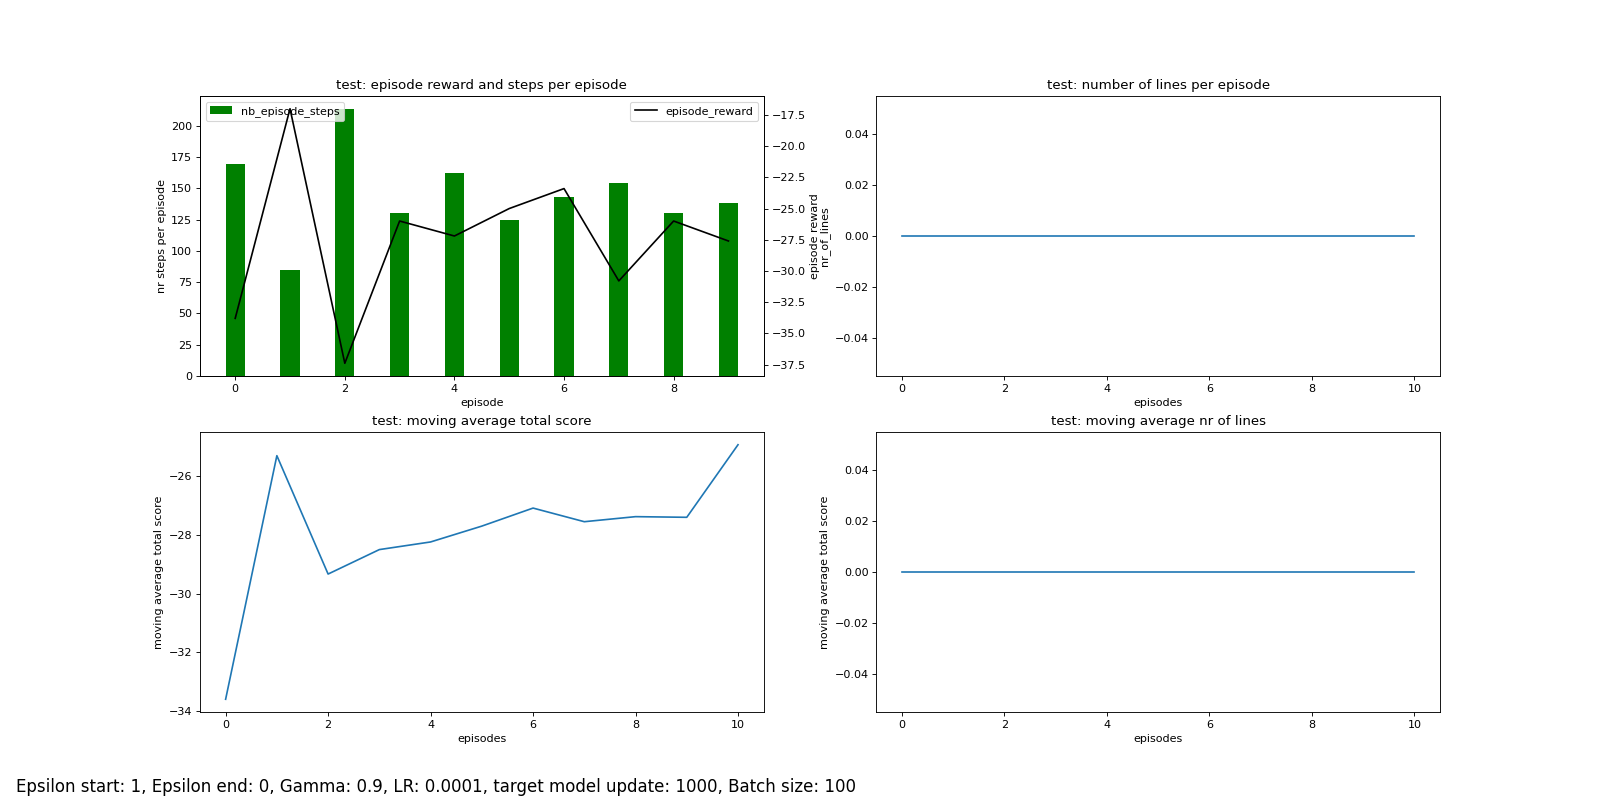 test: episode reward and steps per episode
nb_episode_steps
episode_reward
nr steps per episode
200
175
150
125
100
75
50
25
0
−17.5
−20.0
−22.5
−25.0
−27.5
−30.0
−32.5
−35.0
−37.5
episode reward
0 2 4 6 8
episode
test: number of lines per episode
nr_of_lines
0.04
0.02
0.00
−0.02
−0.04
0 2 4 6 8 10
episodes
test: moving average total score
moving average total score
−26
−28
−30
−32
−34
0 2 4 6 8 10
episodes
test: moving average nr of lines
moving average total score
0.04
0.02
0.00
−0.02
−0.04
0 2 4 6 8 10
episodes
Epsilon start: 1, Epsilon end: 0, Gamma: 0.9, LR: 0.0001, target model update: 1000, Batch size: 100